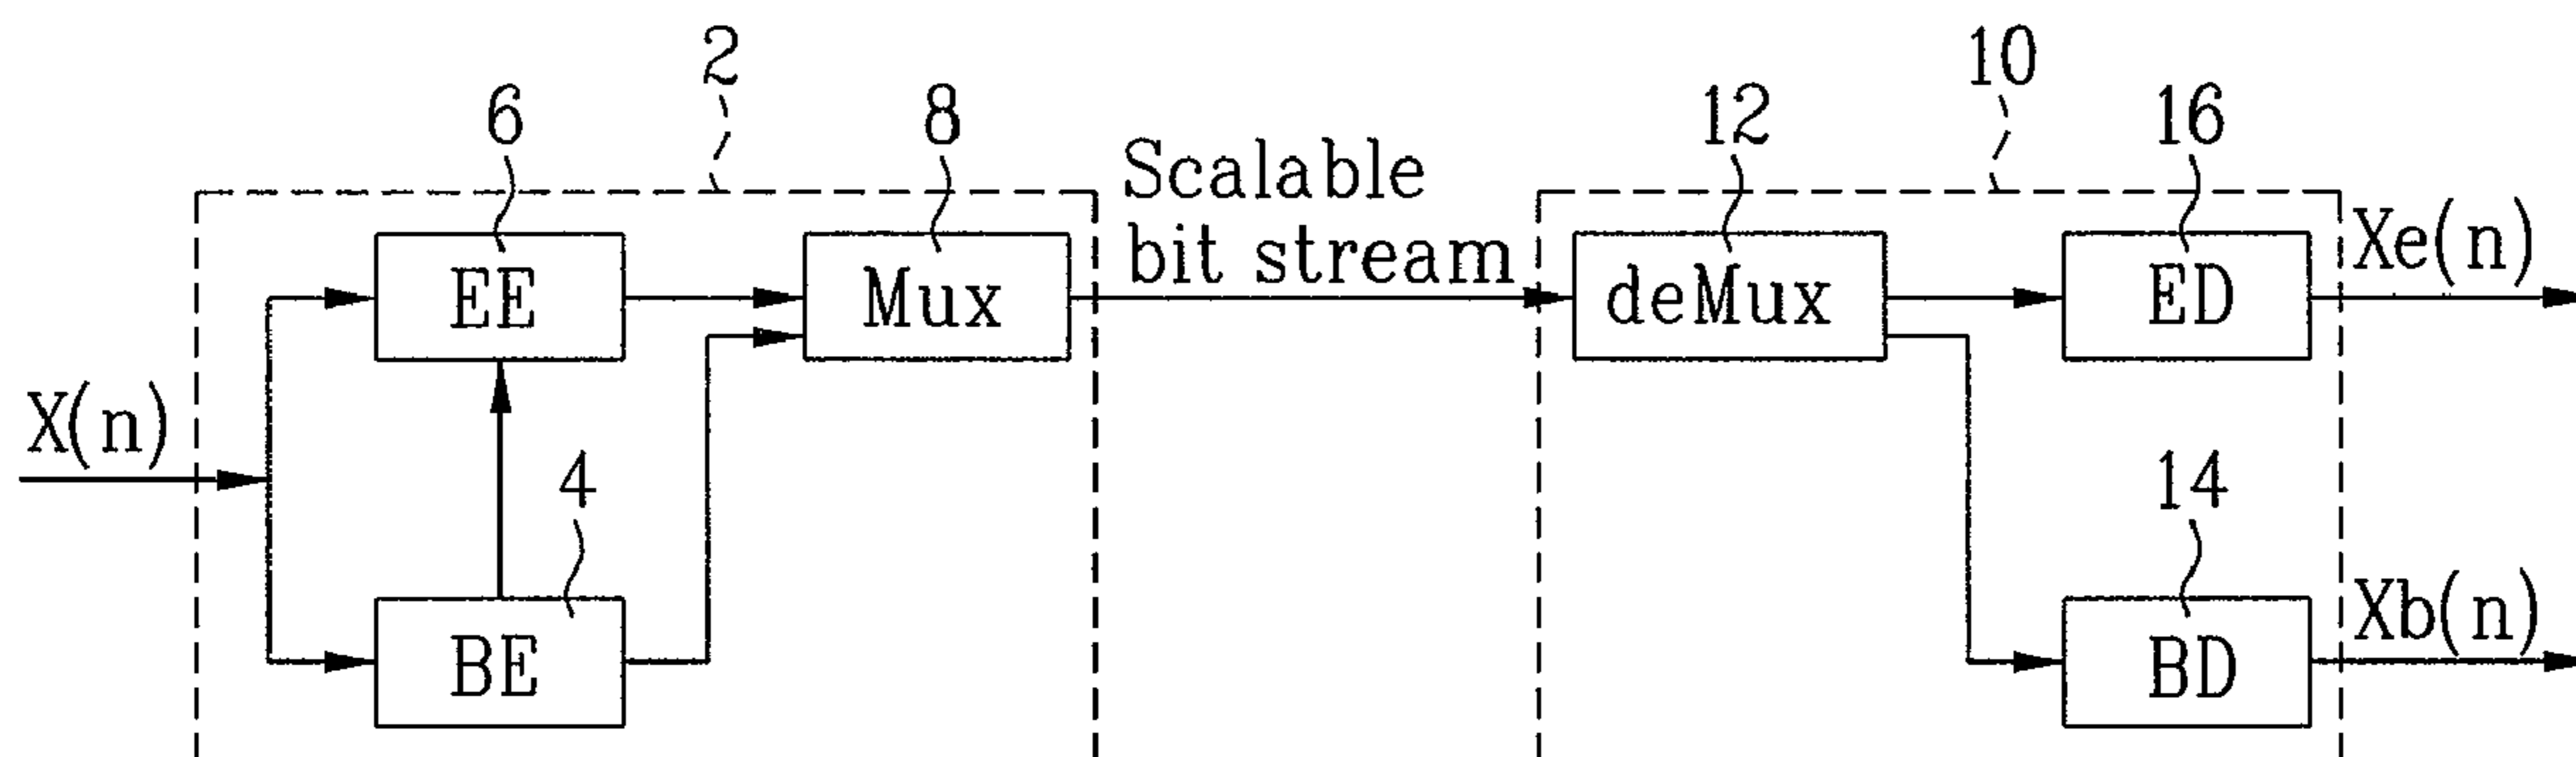 2
10
6
8
12
16
Scalable
bit stream
EE
Mux
deMux
ED
Xe(n)
X(n)
4
14
BE
BD
Xb(n)